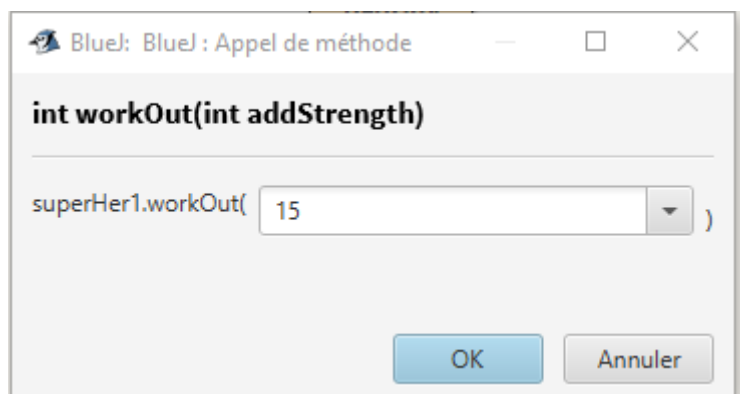 BlueJ: BlueJ : Appel de méthode
int workOut(int addStrength)
superHer1.workOut( 15 )
OK Annuler